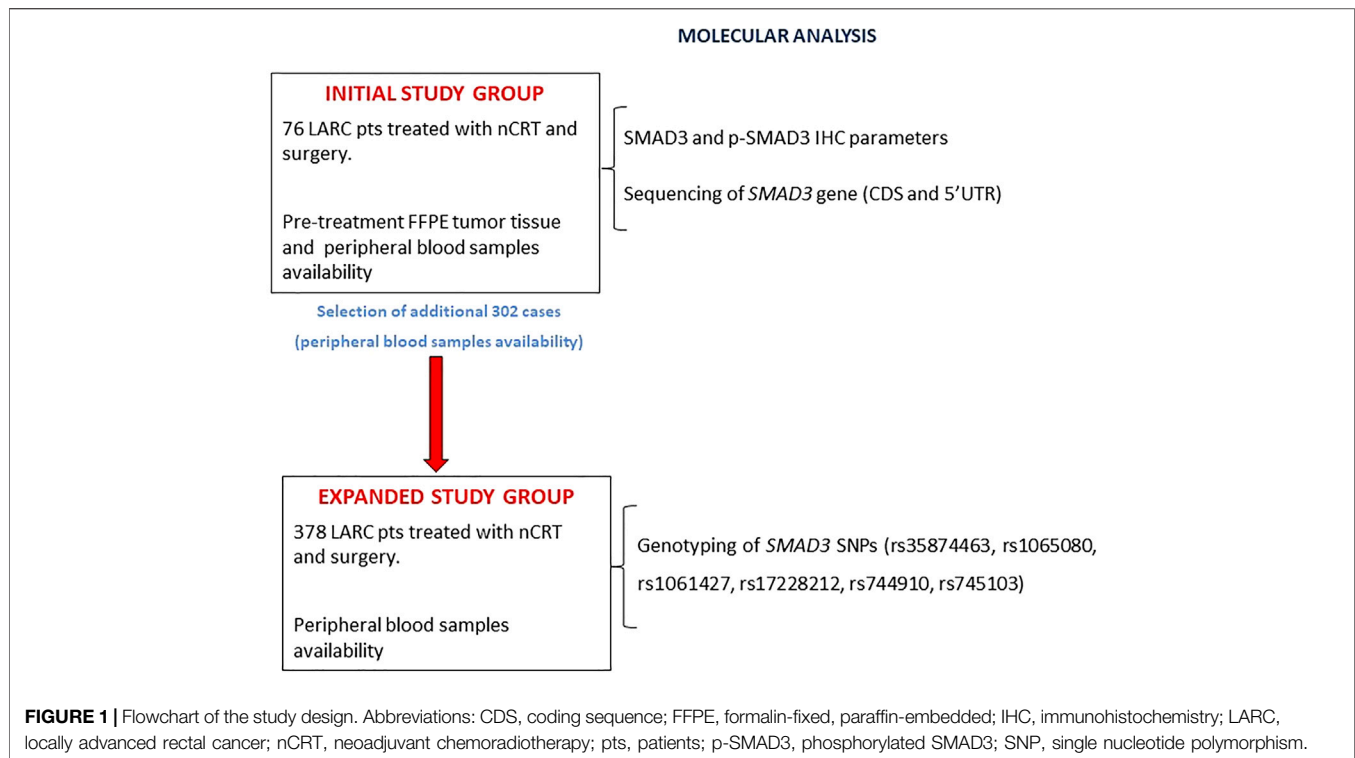 MOLECULAR ANALYSIS
INITIAL STUDY GROUP
76 LARC pts treated with nCRT and
surgery.
Pre-treatment FFPE tumor tissue
and peripheral blood samples
availability
SMAD3 and p-SMAD3 IHC parameters
Sequencing of SMAD3 gene (CDS and 5'UTR)
Selection of additional 302 cases
(peripheral blood samples availability)
EXPANDED STUDY GROUP
378 LARC pts treated with nCRT
and surgery.
Peripheral blood samples
availability
Genotyping of SMAD3 SNPs (rs35874463, rs1065080,
rs1061427, rs17228212, rs744910, rs745103)
FIGURE 1 | Flowchart of the study design. Abbreviations: CDS, coding sequence; FFPE, formalin-fixed, paraffin-embedded; IHC, immunohistochemistry; LARC,
locally advanced rectal cancer; nCRT, neoadjuvant chemoradiotherapy; pts, patients; p-SMAD3, phosphorylated SMAD3; SNP, single nucleotide polymorphism.